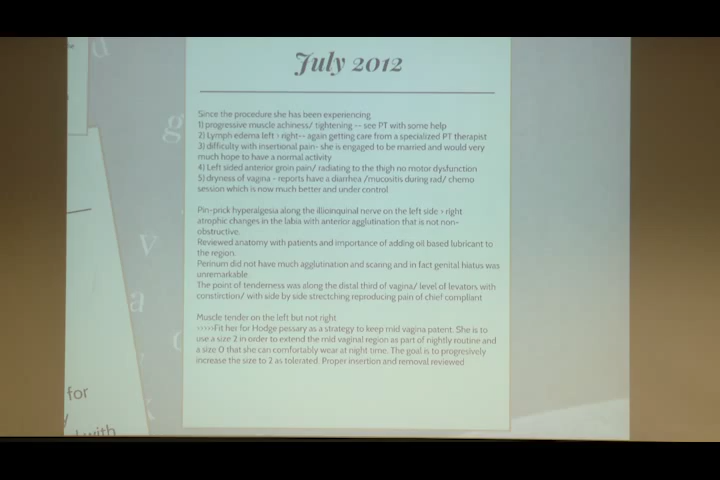 July 2012
Since the procedure she has been experiencing
1) progressive muscle achiness/ tightening -- see PT with some help
2) Lymph edema left > right-- again getting care from a specialized PT therapist
3) difficulty with insertional pain- she is engaged to be married and would very
much hope to have a normal activity
4) Left sided anterior groin pain/ radiating to the thigh no motor dysfunction
5) dryness of vagina - reports have a diarrhea /mucositis during rad/ chemo
session which is now much better and under control
Pin-prick hyperalgesia along the illioinquinal nerve on the left side > right
atrophic changes in the labia with anterior agglutination that is not non-
obstructive.
Reviewed anatomy with patients and importance of adding oil based lubricant to
the region.
Perinum did not have much agglutination and scaring and in fact genital hiatus was
unremarkable
The point of tenderness was along the distal third of vagina/ level of levators with
constirction/ with side by side strectching reproducing pain of chief compliant
Muscle tender on the left but not right
>>>>>Fit her for Hodge pessary as a strategy to keep mid vagina patent. She is to
use a size 2 in order to extend the mid vaginal region as part of nightly routine and
a size 0 that she can comfortably wear at night time. The goal is to progresively
increase the size to 2 as tolerated. Proper insertion and removal reviewed
for
with